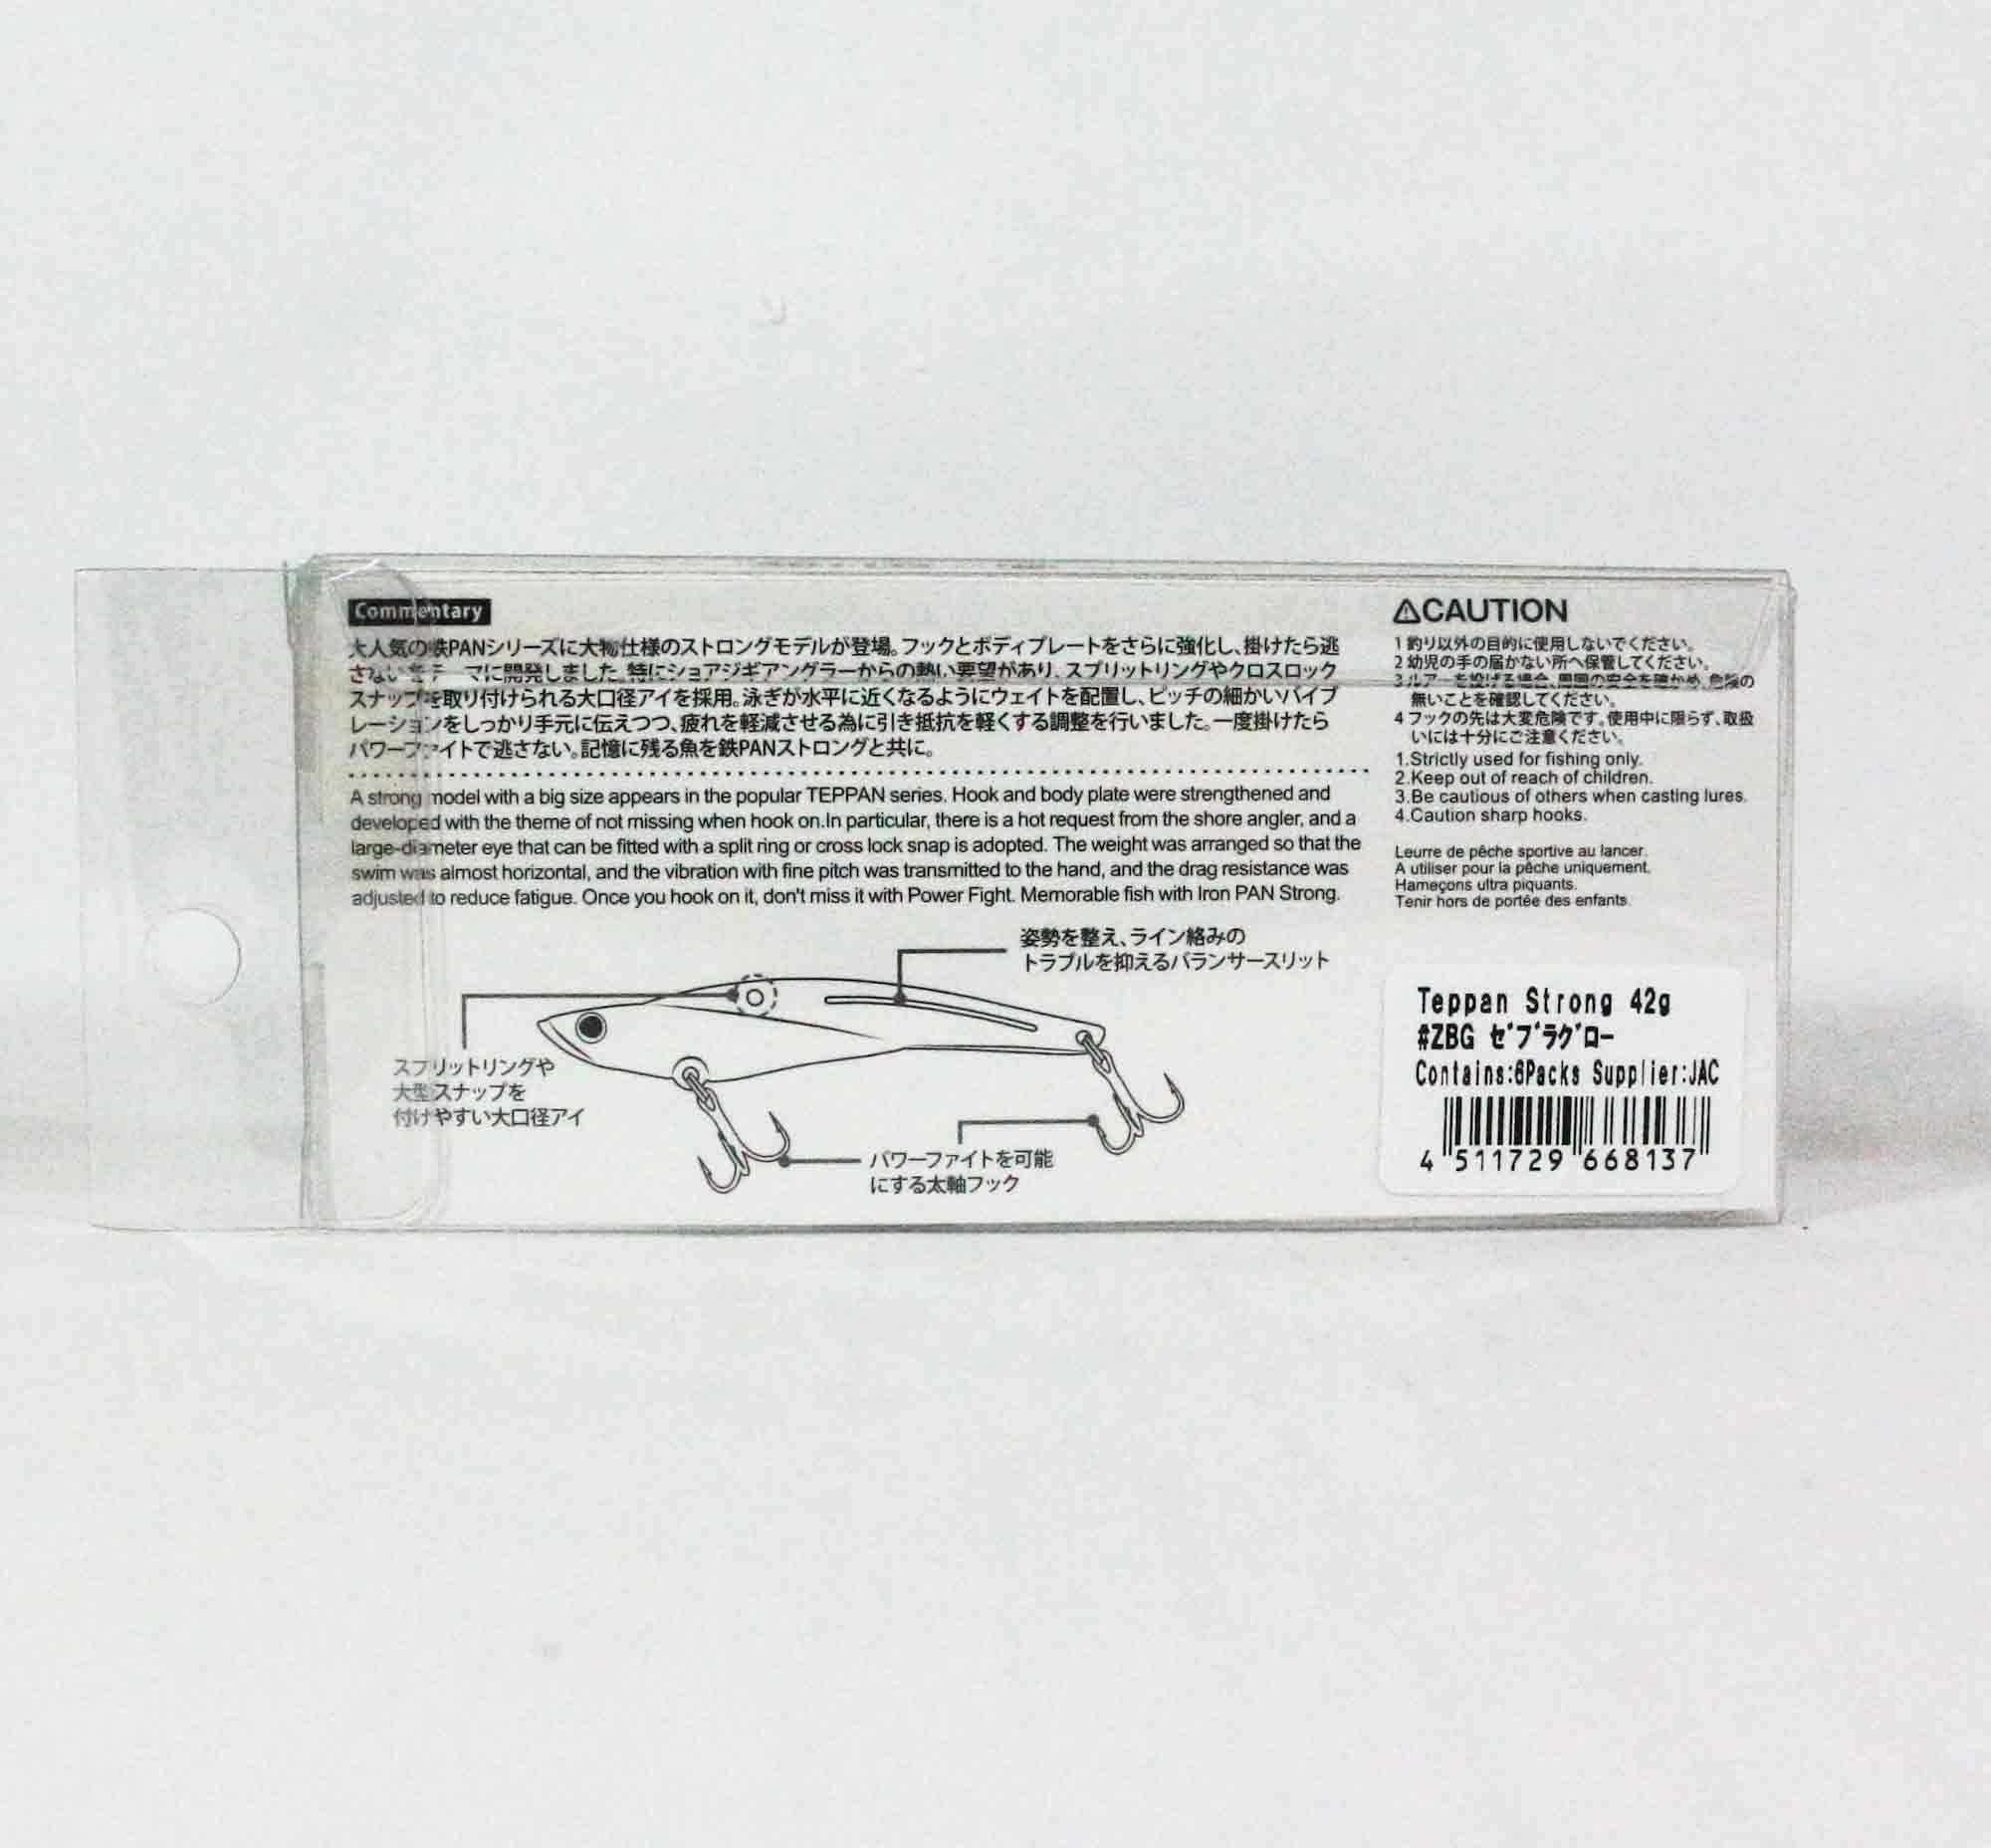 Commentary
大人気の鉄PANシリーズに大物仕様のストロングモデルが登場。フックとボディプレートをさらに強化し、掛けたら逃
さない をテーマに開発しました。特にショアジギアングラーからの熱い要望があり、スプリットリングやクロスロック
スナップを取り付けられる大口径アイを採用。泳ぎが水平に近くなるようにウェイトを配置し、ピッチの細かいバイブ
レーションをしっかり手元に伝えつつ、疲れを軽減させる為に引き抵抗を軽くする調整を行いました。一度掛けたら
パワーファイトで逃さない。記憶に残る魚を鉄PANストロングと共に。
A strong model with a big size appears in the popular TEPPAN series. Hook and body plate were strengthened and
developed with the theme of not missing when hook on.In particular, there is a hot request from the shore angler, and a
large-diameter eye that can be fitted with a split ring or cross lock snap is adopted. The weight was arranged so that the
swim was almost horizontal, and the vibration with fine pitch was transmitted to the hand, and the drag resistance was
adjusted to reduce fatigue. Once you hook on it, don't miss it with Power Fight. Memorable fish with Iron PAN Strong.
姿勢を整え、ライン絡みの
トラブルを抑えるバランサースリット
スプリットリングや
大型スナップを
付けやすい大口径アイ
パワーファイトを可能
にする太軸フック
⚠CAUTION
1 釣り以外の目的に使用しないでください。
2 幼児の手の届かない所へ保管してください。
3 ルアーを投げる場合、周囲の安全を確かめ、危険の
無いことを確認してください。
4 フックの先は大変危険です。使用中に限らず、取扱
いには十分にご注意ください。
1.Strictly used for fishing only.
2.Keep out of reach of children.
3.Be cautious of others when casting lures.
4.Caution sharp hooks.
Leurre de pêche sportive au lancer.
A utiliser pour la pêche uniquement.
Hameçons ultra piquants.
Tenir hors de portée des enfants.
Teppan Strong 42g
#ZBG ｾﾞﾌﾞﾗｸﾞﾛｰ
Contains:6Packs Supplier:JAC
4 511729 668137